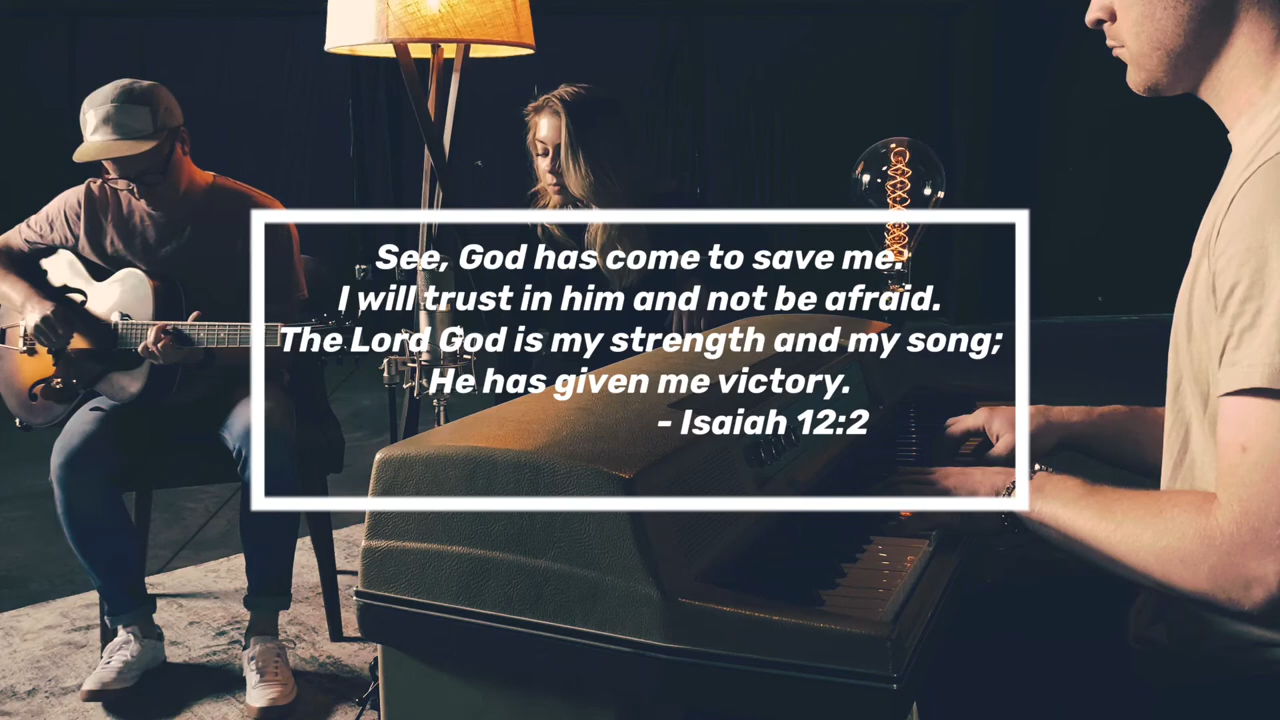 See, God has come to save me.
I will trust in him and not be afraid.
The Lord God is my strength and my song;
He has given me victory.
- Isaiah 12:2